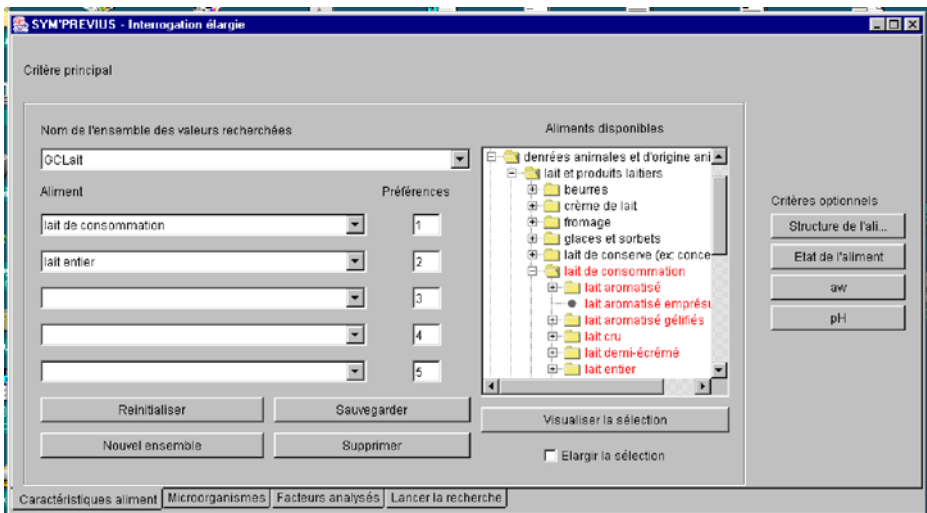 SYM'PREVIUS - Interrogation élargie
Critère principal
Nom de l'ensemble des valeurs recherchées
GCLait
Aliment
Préférences
lait de consommation
1
lait entier
2
3
4
5
Reinitialiser
Sauvegarder
Nouvel ensemble
Supprimer
Aliments disponibles
denrées animales et d'origine ani
lait et produits laitiers
beurres
crème de lait
fromage
glaces et sorbets
lait de conserve (ex: conce
lait de consommation
lait aromatisé
lait aromatisé emprésu
lait aromatisé gélifiés
lait cru
lait demi-écrémé
lait entier
Visualiser la sélection
Elargir la sélection
Critères optionnels
Structure de l'ali...
Etat de l'aliment
aw
pH
Caractéristiques aliment
Microorganismes
Facteurs analysés
Lancer la recherche